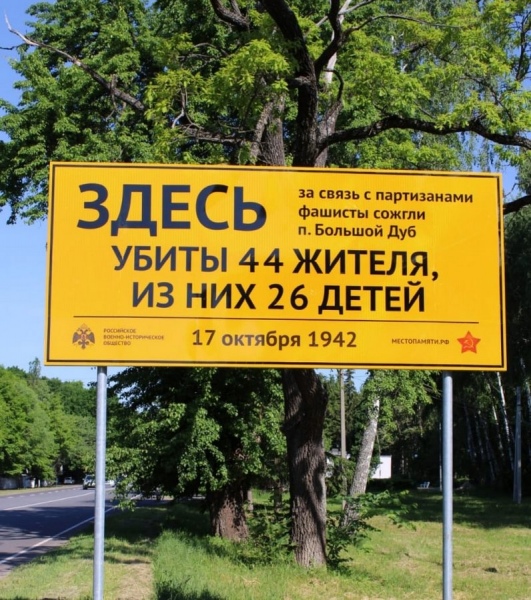 ЗДЕСЬ
за связь с партизанами
фашисты сожгли
п. Большой Дуб
УБИТЫ 44 ЖИТЕЛЯ,
ИЗ НИХ 26 ДЕТЕЙ
РОССИЙСКОЕ
ВОЕННО-ИСТОРИЧЕСКОЕ
ОБЩЕСТВО
17 октября 1942
МЕСТОПАМЯТИ.РФ